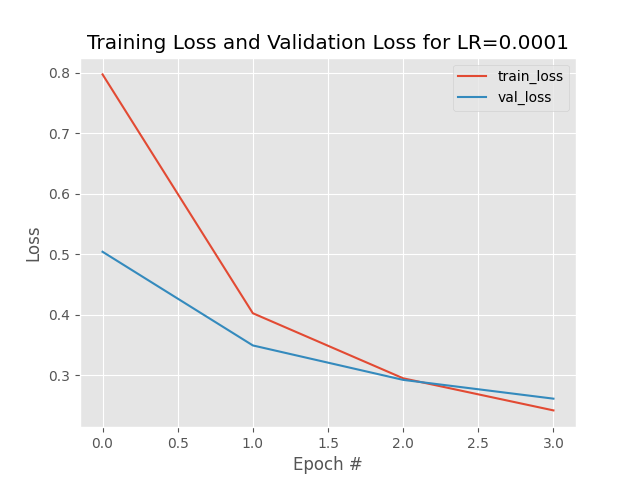 Training Loss and Validation Loss for LR=0.0001
train_loss
val_loss
0.8
0.7
0.6
0.5
0.4
0.3
Loss
0.0 0.5 1.0 1.5 2.0 2.5 3.0
Epoch #